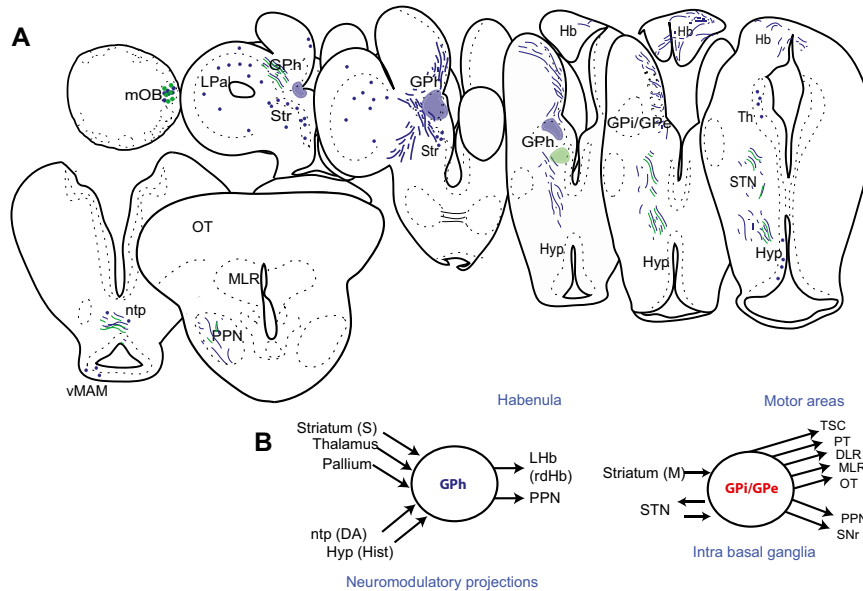 A
mOB
LPal
GPh
Str
GPh
Str
GPh
Hyp
Hb
GPi/GPe
Hyp
Hb
Hb
Th
STN
Hyp
ntp
vMAM
OT
MLR
PPN
B
Habenula
Striatum (S)
Thalamus
Pallium
GPh
LHb
(rdHb)
PPN
ntp (DA)
Hyp (Hist)
Neuromodulatory projections
Motor areas
TSC
PT
DLR
MLR
OT
Striatum (M)
GPi/GPe
STN
PPN
SNr
Intra basal ganglia